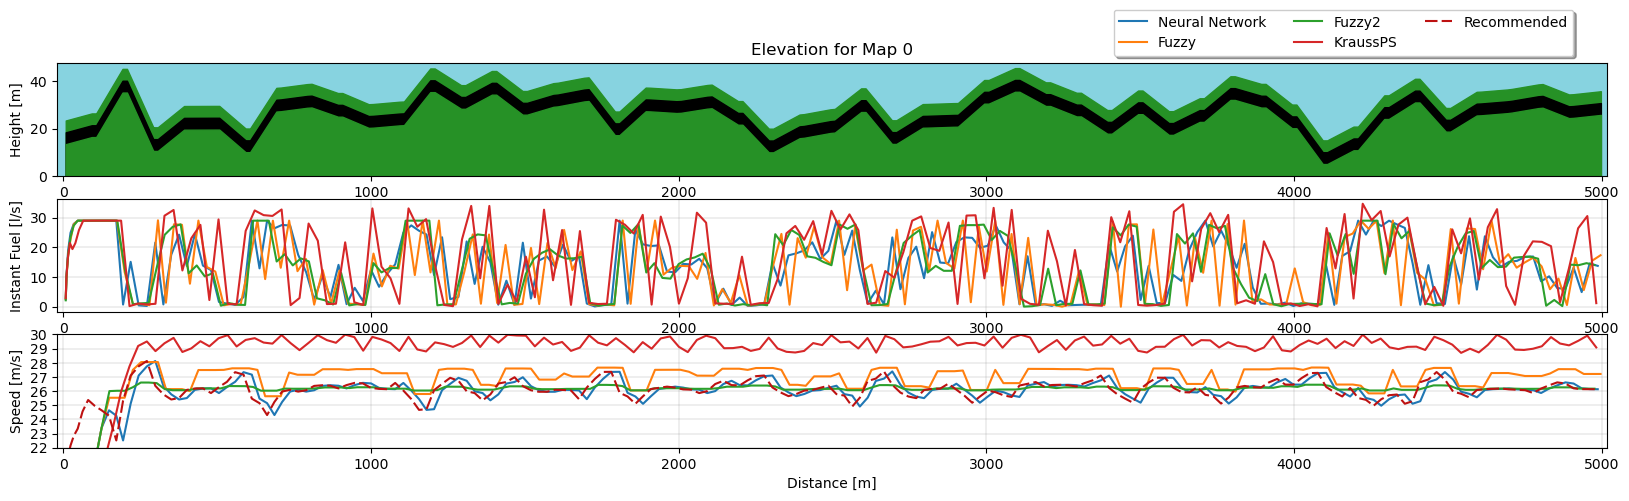 Neural Network Fuzzy2 Recommended
Fuzzy KraussPS
Elevation for Map 0
Height [m]
40
20
0
0 1000 2000 3000 4000 5000
Instant Fuel [l/s]
30
20
10
0
0 1000 2000 3000 4000 5000
Speed [m/s]
30
29
28
27
26
25
24
23
22
0 1000 2000 3000 4000 5000
Distance [m]